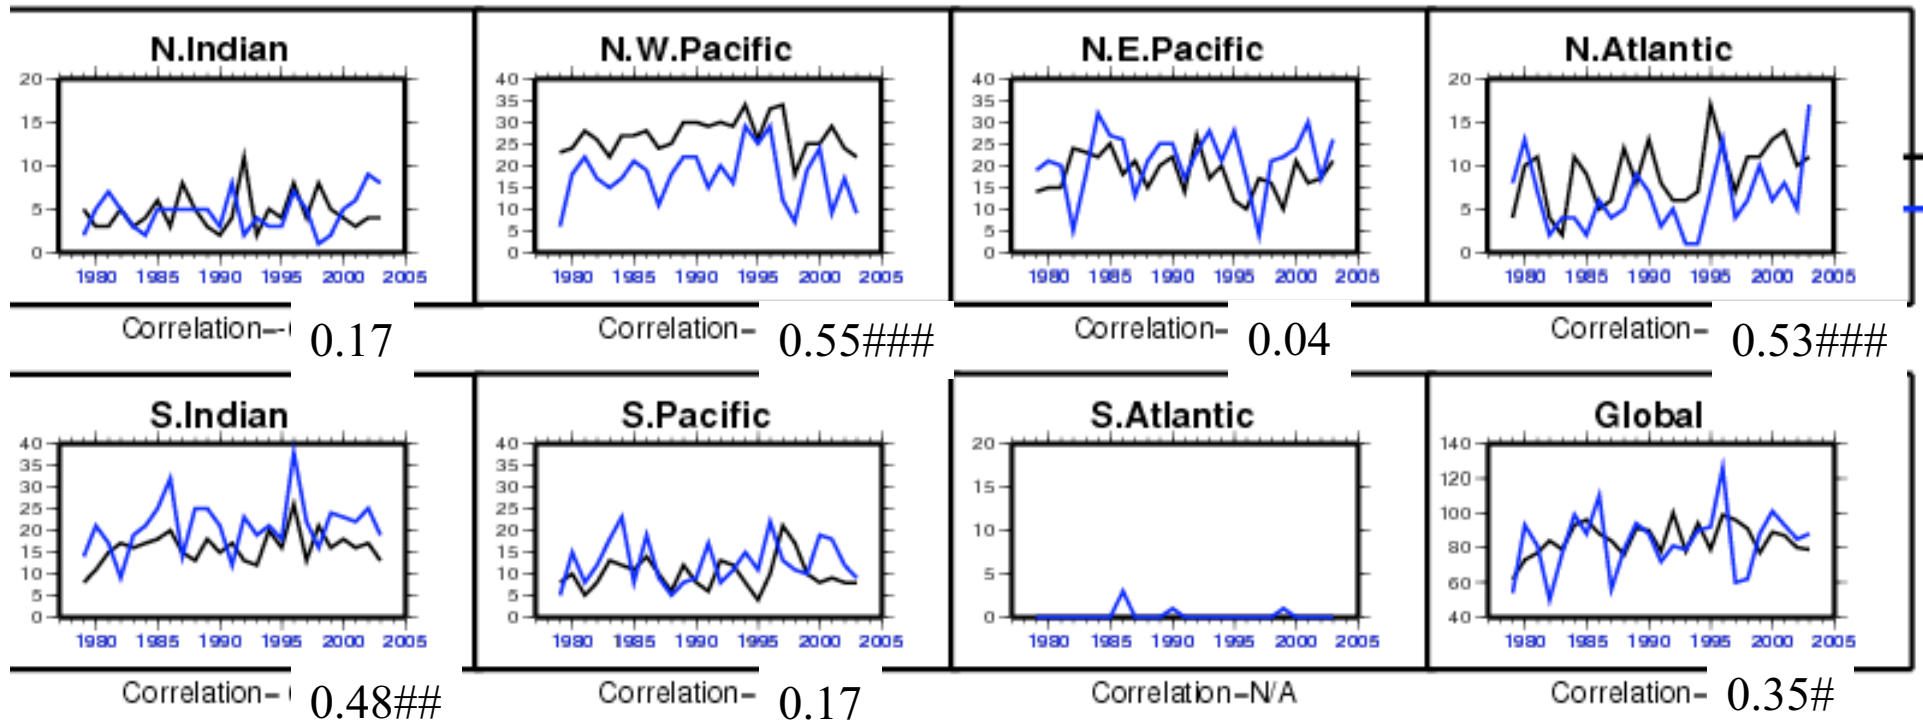 N.Indian
20
15
10
5
0
1980 1985 1990 1995 2000 2005
Correlation-- 0.17
N.W.Pacific
40
35
30
25
20
15
10
5
0
1980 1985 1990 1995 2000 2005
Correlation- 0.55###
N.E.Pacific
40
35
30
25
20
15
10
5
0
1980 1985 1990 1995 2000 2005
Correlation- 0.04
N.Atlantic
20
15
10
5
0
1980 1985 1990 1995 2000 2005
Correlation- 0.53###
S.Indian
40
35
30
25
20
15
10
5
0
1980 1985 1990 1995 2000 2005
Correlation- 0.48##
S.Pacific
40
35
30
25
20
15
10
5
0
1980 1985 1990 1995 2000 2005
Correlation- 0.17
S.Atlantic
20
15
10
5
0
1980 1985 1990 1995 2000 2005
Correlation-N/A
Global
140
120
100
80
60
40
1980 1985 1990 1995 2000 2005
Correlation- 0.35#